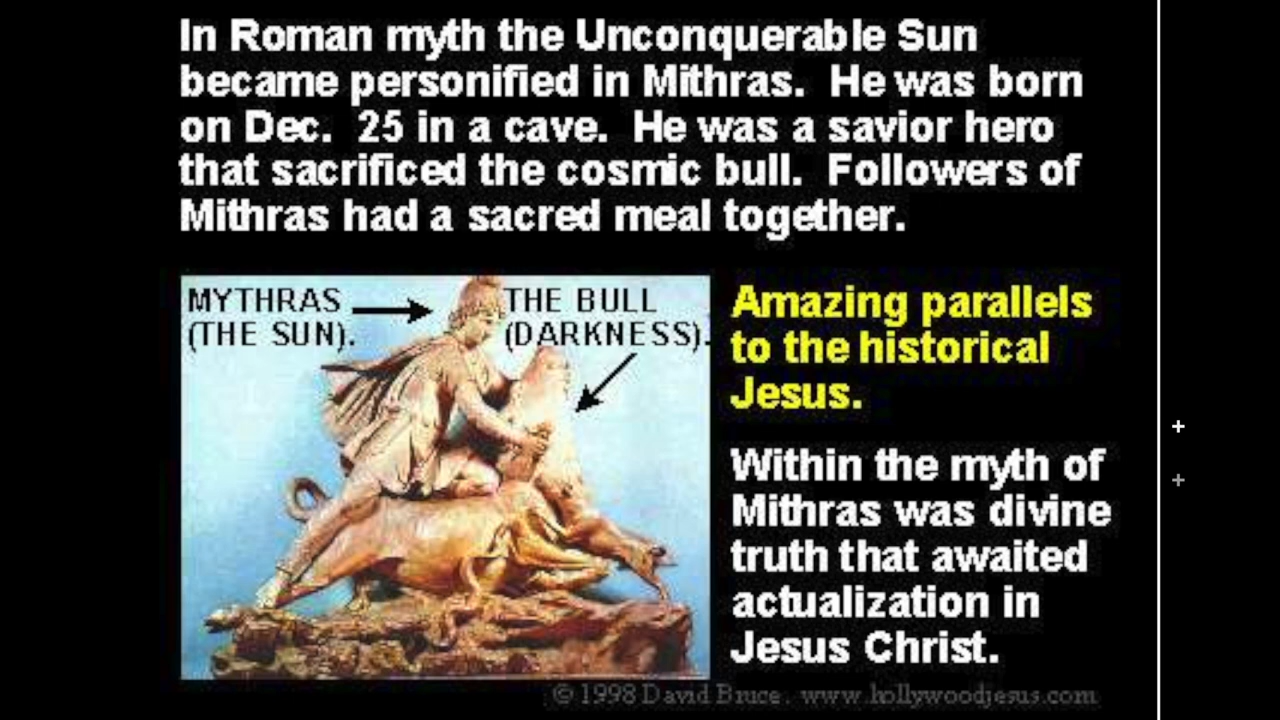 In Roman myth the Unconquerable Sun
became personified in Mithras.  He was born
on Dec.  25 in a cave.  He was a savior hero
that sacrificed the cosmic bull.  Followers of
Mithras had a sacred meal together.
MYTHRAS
(THE SUN).
THE BULL
(DARKNESS).
Amazing parallels
to the historical
Jesus.
Within the myth of
Mithras was divine
truth that awaited
actualization in
Jesus Christ.
© 1998 David Bruce. www.hollywoodjesus.com